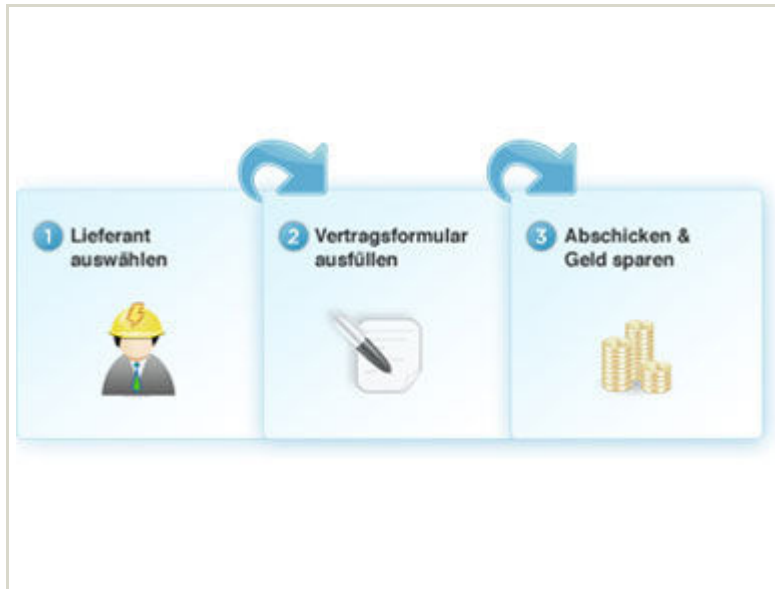 1 Lieferant
auswählen
2 Vertragsformular
ausfüllen
3 Abschicken &
Geld sparen